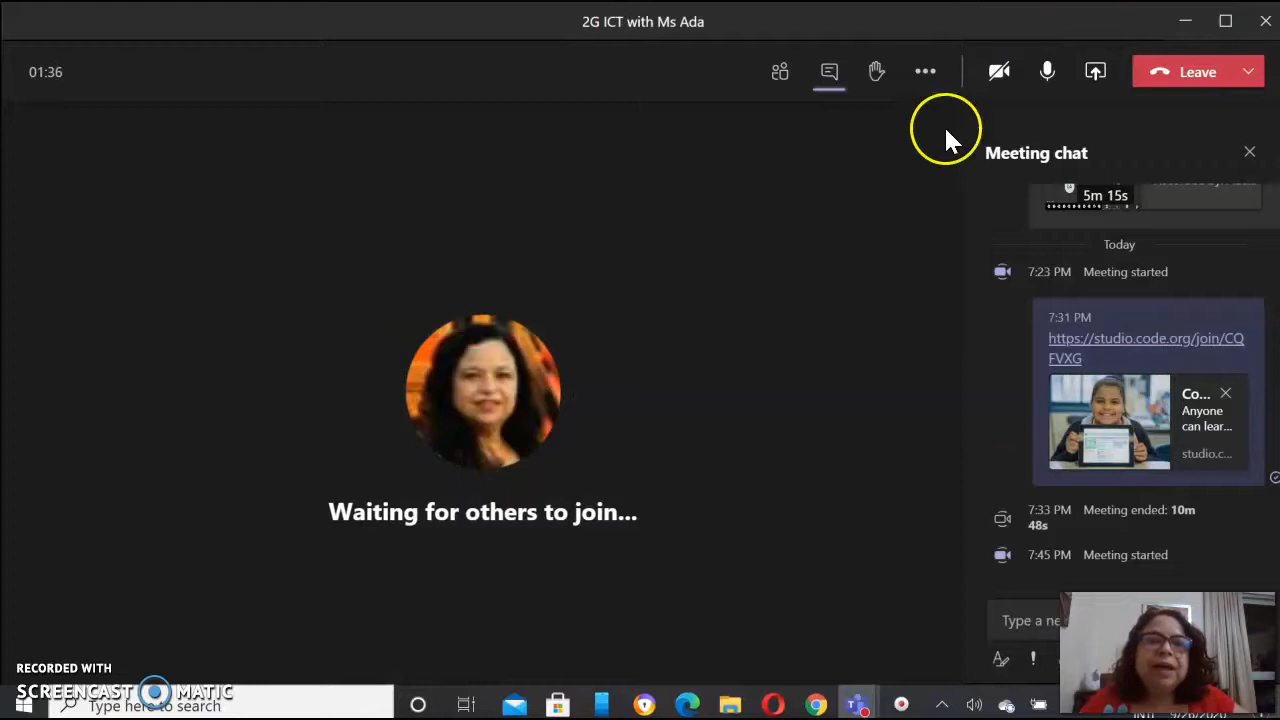 2G ICT with Ms Ada
01:36
Leave
Meeting chat
5m 15s
Today
7:23 PM Meeting started
7:31 PM
https://studio.code.org/join/CQ
FVXG
Co...
Anyone
can lear...
studio.c...
Waiting for others to join...
7:33 PM Meeting ended: 10m
48s
7:45 PM Meeting started
Type a ne
RECORDED WITH
SCREENCAST MATIC
Type here to search